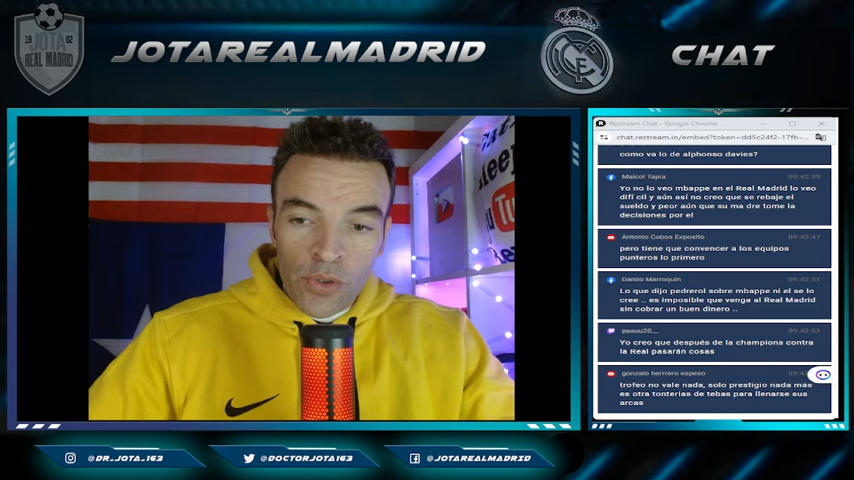 19 02
JOTA
REAL MADRID
JOTAREALMADRID
CHAT
Restream Chat - Google Chrome
chat.restream.io/embed?token=dd5c24f2-17fb-...
como va lo de alphonso davies?
Maicol Tapia 09:42:39
Yo no lo veo mbappe en el Real Madrid lo veo
difí cil y aún así no creo que se rebaje el
sueldo y peor aún que su ma dre tome la
decisiones por el
Antonio Cobos Exposito 09:42:47
pero tiene que convencer a los equipos
punteros lo primero
Danilo Marroquin 09:42:51
Lo que dijo pedrerol sobre mbappe ni el se lo
cree .. es imposible que venga al Real Madrid
sin cobrar un buen dinero ..
paauu20__ 09:42:52
Yo creo que después de la champions contra
la Real pasarán cosas
gonzalo herrrero espeso 09:42
trofeo no vale nada, solo prestigio nada más
es otra tonterías de tebas para llenarse sus
arcas
@DR_JOTA_163
@DOCTORJOTA163
@JOTAREALMADRID